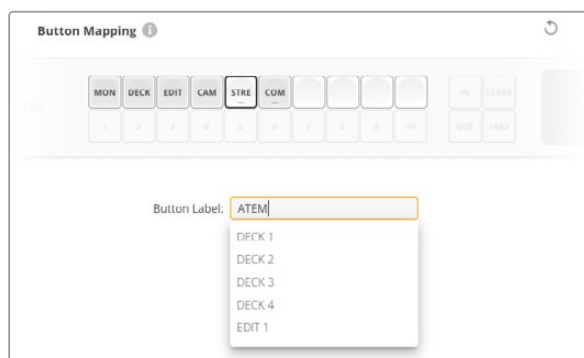 Button Mapping i
MON DECK EDIT CAM STRE ... COM ... IN CLEAR
1 2 3 4 5 6 7 8 9 10 OUT TAKE
Button Label: ATEM
DECK 1
DECK 2
DECK 3
DECK 4
EDIT 1